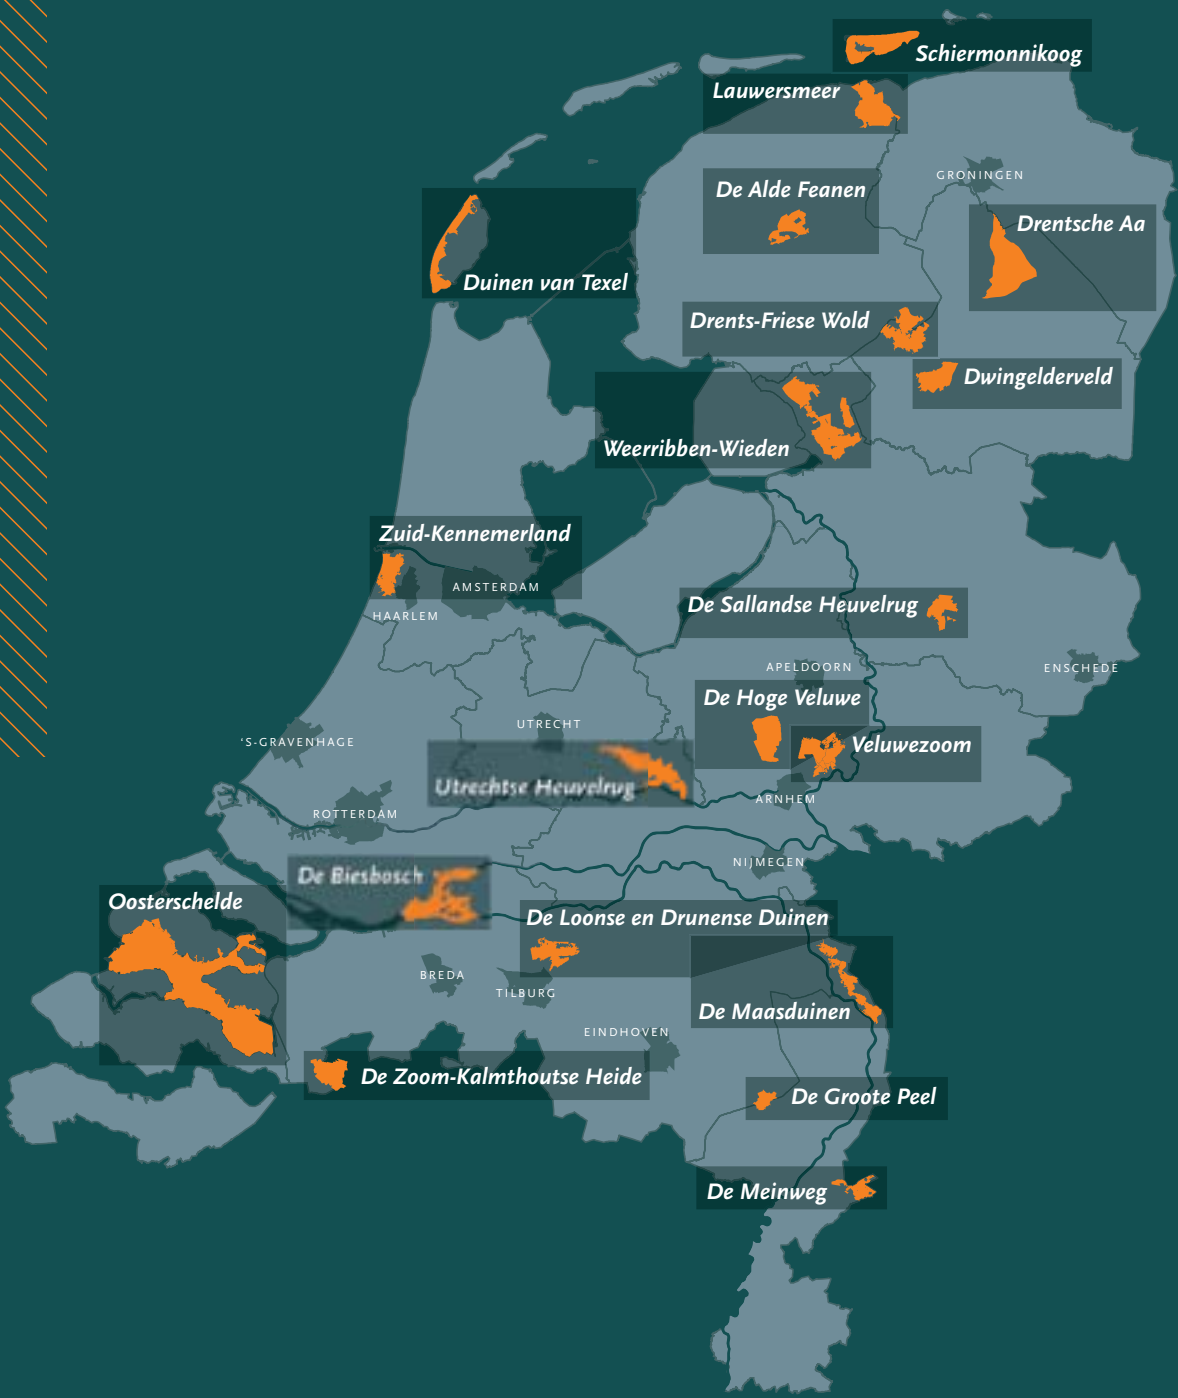 Schiermonnikoog
Lauwersmeer
GRONINGEN
De Alde Feanen
Drentsche Aa
Duinen van Texel
Drents-Friese Wold
Dwingelderveld
Weerribben-Wieden
Zuid-Kennemerland
AMSTERDAM
HAARLEM
De Sallandse Heuvelrug
APELDOORN
ENSCHEDE
De Hoge Veluwe
UTRECHT
'S-GRAVENHAGE
Veluwezoom
Utrechtse Heuvelrug
ARNHEM
ROTTERDAM
NIJMEGEN
De Biesbosch
Oosterschelde
De Loonse en Drunense Duinen
BREDA
TILBURG
De Maasduinen
EINDHOVEN
De Zoom-Kalmthoutse Heide
De Groote Peel
De Meinweg